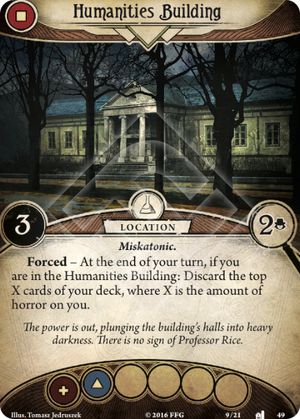 Humanities Building
3
LOCATION
2
Miskatonic.
Forced – At the end of your turn, if you
are in the Humanities Building: Discard the top
X cards of your deck, where X is the amount of
horror on you.
The power is out, plunging the building's halls into heavy
darkness. There is no sign of Professor Rice.
Illus. Tomasz Jedruszek
© 2016 FFG
9/21
49